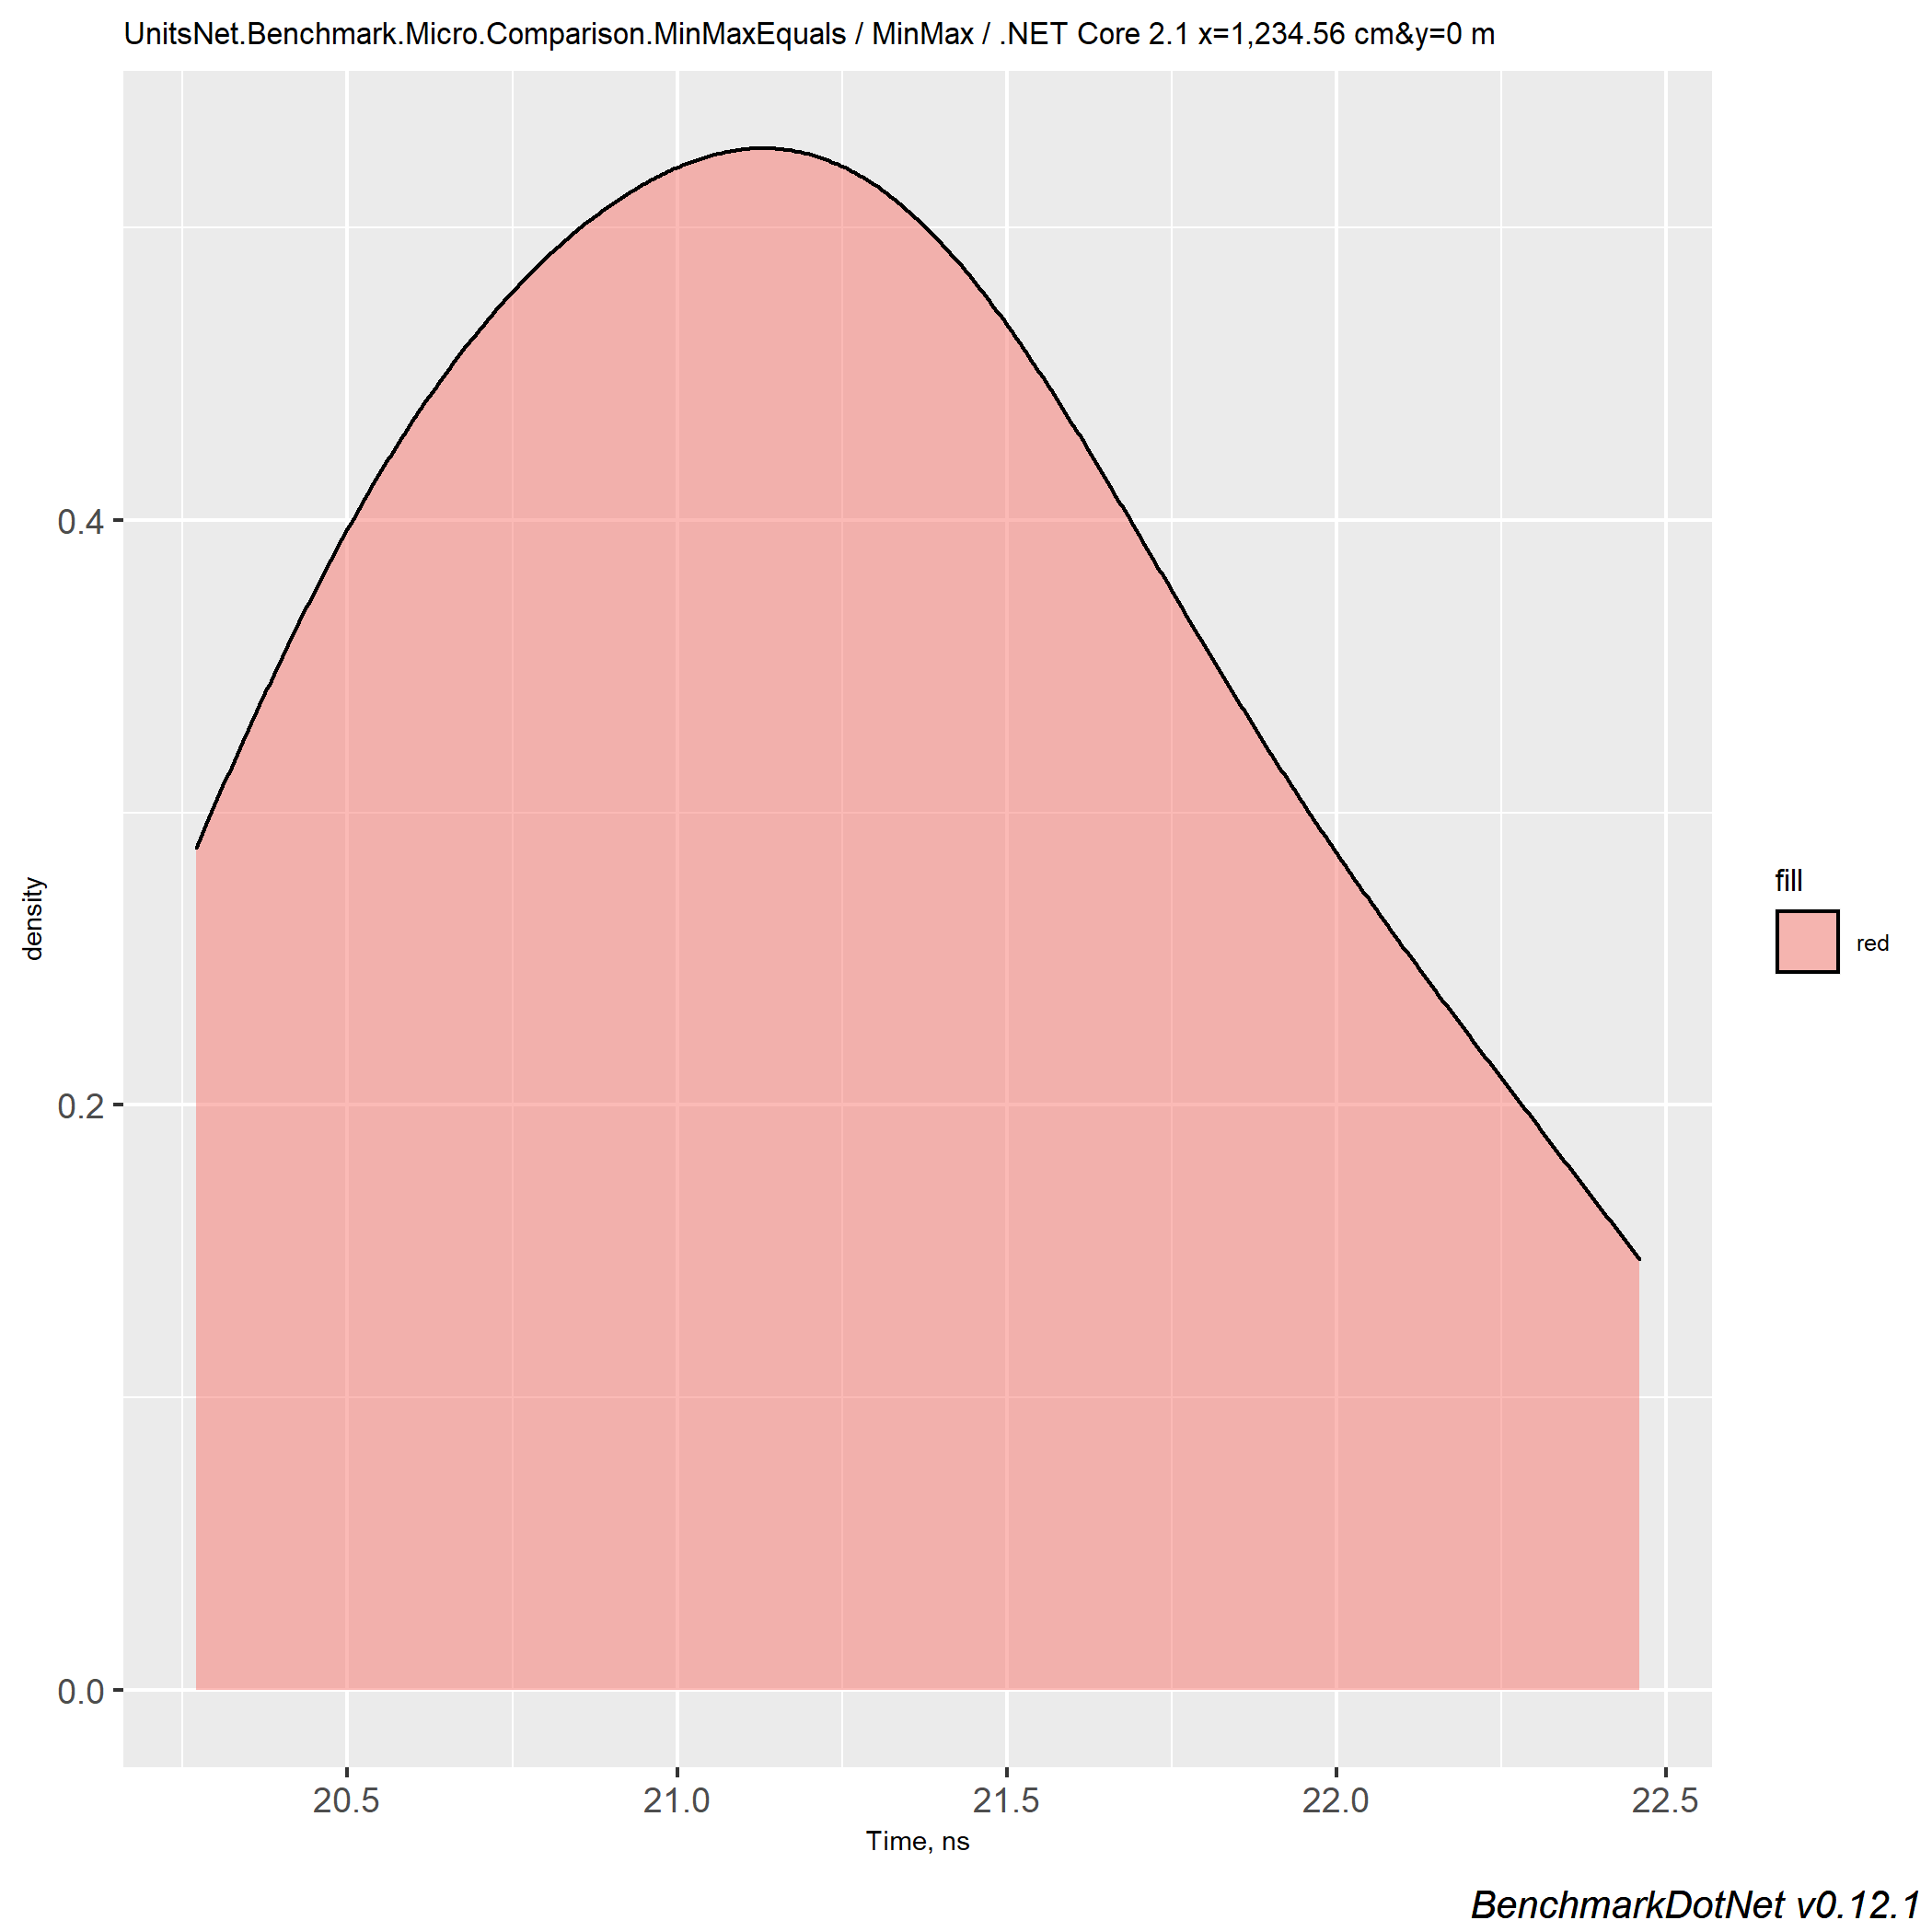 UnitsNet.Benchmark.Micro.Comparison.MinMaxEquals / MinMax / .NET Core 2.1 x=1,234.56 cm&y=0 m
0.4
0.2
0.0
density
20.5 21.0 21.5 22.0 22.5
Time, ns
fill
red
BenchmarkDotNet v0.12.1